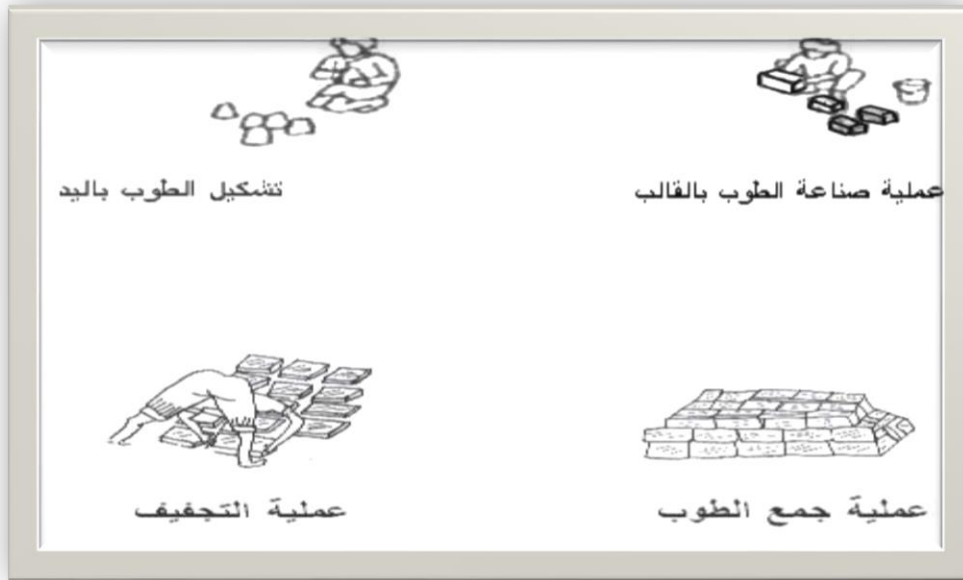 عملية صناعة الطوب بالقالب
تشكيل الطوب باليد
عملية جمع الطوب
عملية التجفيف